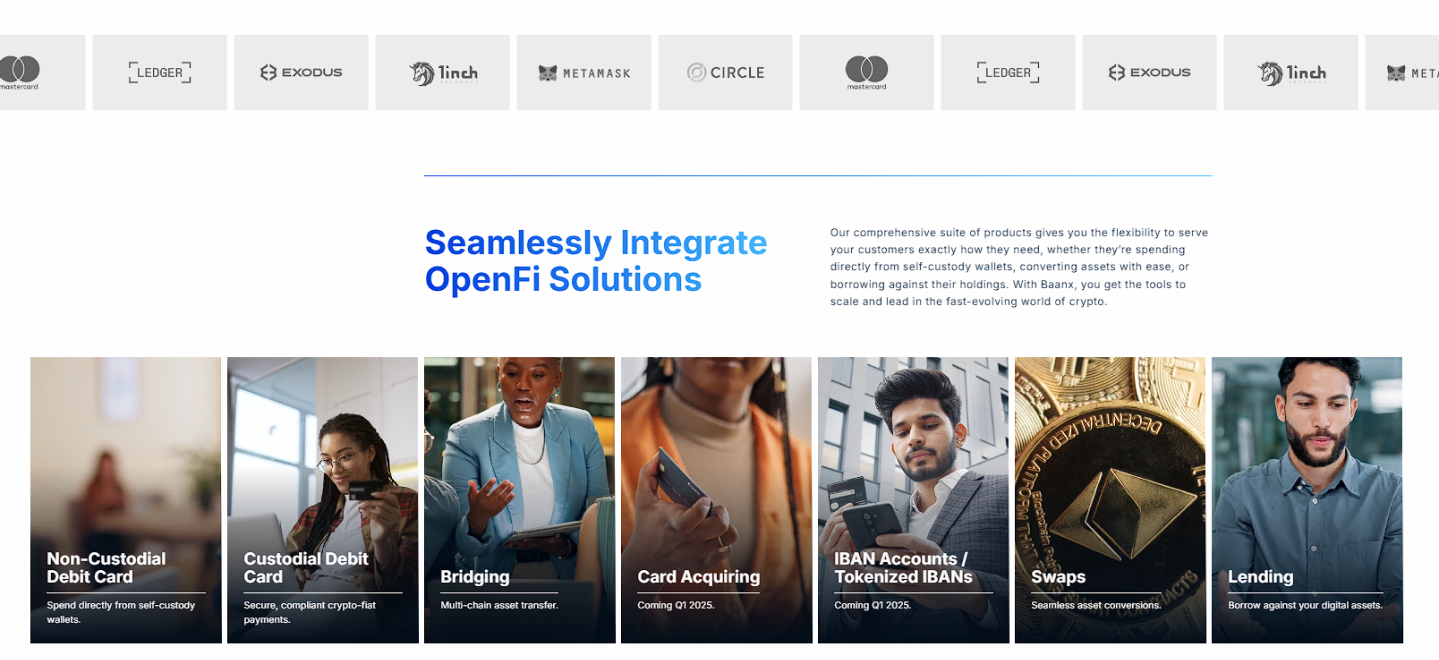 mastercard
LEDGER
EXODUS
1inch
METAMASK
CIRCLE
mastercard
LEDGER
EXODUS
1inch
Seamlessly Integrate
OpenFi Solutions
Our comprehensive suite of products gives you the flexibility to serve
your customers exactly how they need, whether they're spending
directly from self-custody wallets, converting assets with ease, or
borrowing against their holdings. With Baanx, you get the tools to
scale and lead in the fast-evolving world of crypto.
Non-Custodial
Debit Card
Spend directly from self-custody
wallets.
Custodial Debit
Card
Secure, compliant crypto-fiat
payments.
Bridging
Multi-chain asset transfer.
Card Acquiring
Coming Q1 2025.
IBAN Accounts /
Tokenized IBANs
Coming Q1 2025.
DECENTRALIZED PLATFORM
Swaps
Seamless asset conversions.
Lending
Borrow against your digital assets.